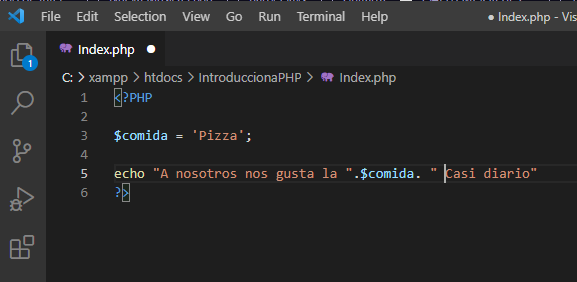 File Edit Selection View Go Run Terminal Help ● Index.php - Vis
Index.php ●
C: > xampp > htdocs > IntroduccionaPHP > Index.php
1 <?PHP
2
3 $comida = 'Pizza';
4
5 echo "A nosotros nos gusta la ".$comida. " Casi diario"
6 ?>
1